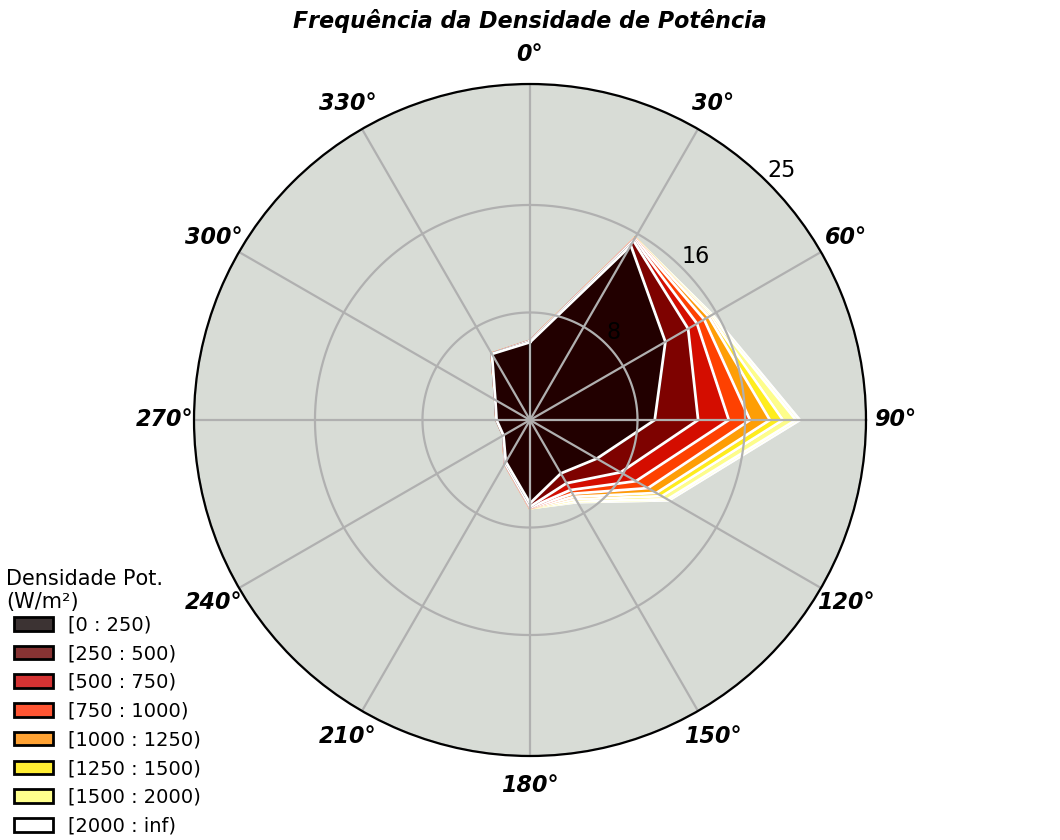 Frequência da Densidade de Potência
0°
330°
30°
25
300°
60°
16
8
270°
90°
240°
120°
210°
150°
180°
Densidade Pot.
(W/m²)
[0 : 250)
[250 : 500)
[500 : 750)
[750 : 1000)
[1000 : 1250)
[1250 : 1500)
[1500 : 2000)
[2000 : inf)